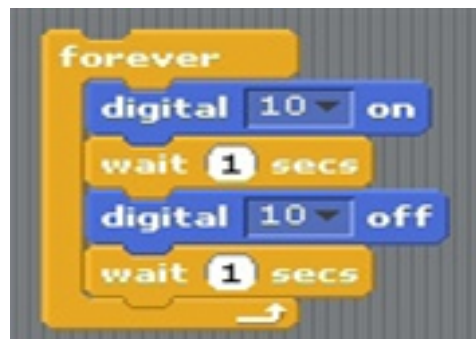 forever
digital 10 on
wait 1 secs
digital 10 off
wait 1 secs